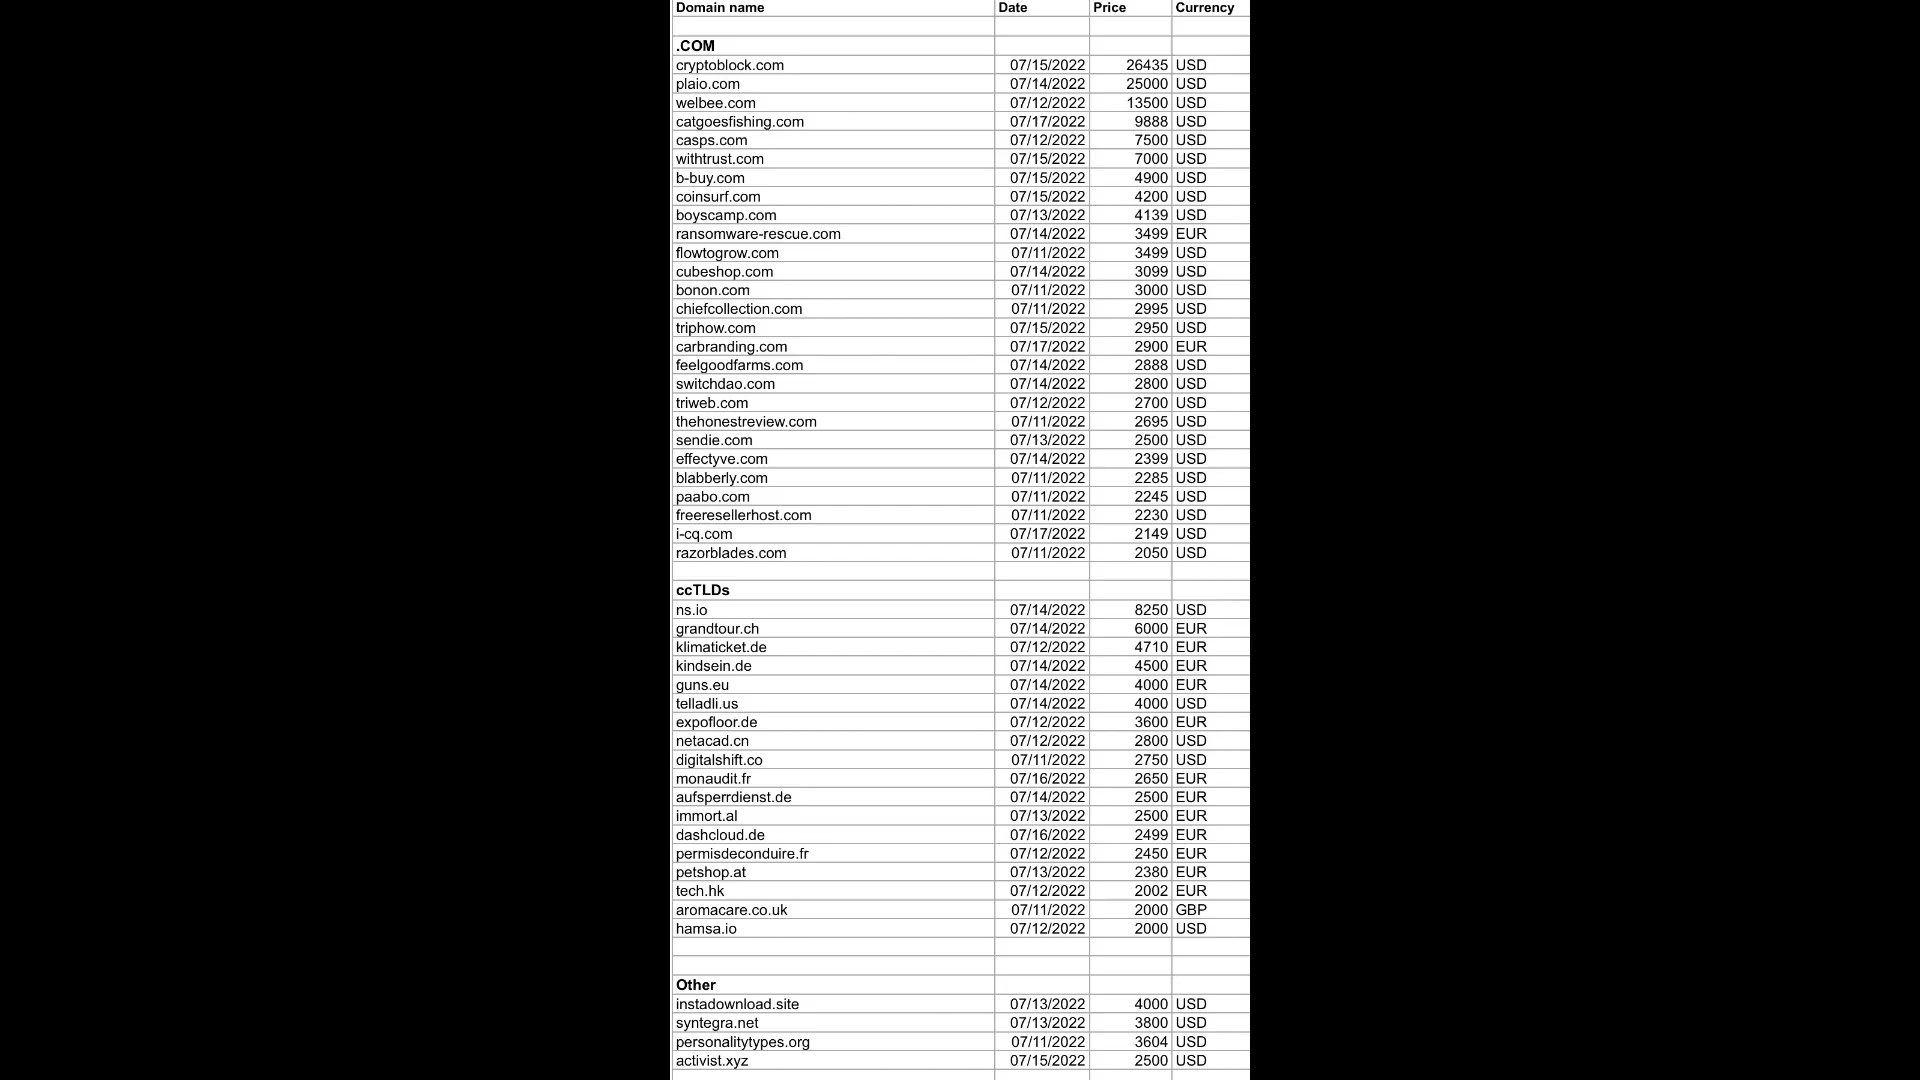 Domain name Date Price Currency
.COM
cryptoblock.com 07/15/2022 26435 USD
plaio.com 07/14/2022 25000 USD
welbee.com 07/12/2022 13500 USD
catgoesfishing.com 07/17/2022 9888 USD
casps.com 07/12/2022 7500 USD
withtrust.com 07/15/2022 7000 USD
b-buy.com 07/15/2022 4900 USD
coinsurf.com 07/15/2022 4200 USD
boyscamp.com 07/13/2022 4139 USD
ransomware-rescue.com 07/14/2022 3499 EUR
flowtogrow.com 07/11/2022 3499 USD
cubeshop.com 07/14/2022 3099 USD
bonon.com 07/11/2022 3000 USD
chiefcollection.com 07/11/2022 2995 USD
triphow.com 07/15/2022 2950 USD
carbranding.com 07/17/2022 2900 EUR
feelgoodfarms.com 07/14/2022 2888 USD
switchdao.com 07/14/2022 2800 USD
triweb.com 07/12/2022 2700 USD
thehonestreview.com 07/11/2022 2695 USD
sendie.com 07/13/2022 2500 USD
effectyve.com 07/14/2022 2399 USD
blabberly.com 07/11/2022 2285 USD
paabo.com 07/11/2022 2245 USD
freeresellerhost.com 07/11/2022 2230 USD
i-cq.com 07/17/2022 2149 USD
razorblades.com 07/11/2022 2050 USD
ccTLDs
ns.io 07/14/2022 8250 USD
grandtour.ch 07/14/2022 6000 EUR
klimaticket.de 07/12/2022 4710 EUR
kindsein.de 07/14/2022 4500 EUR
guns.eu 07/14/2022 4000 EUR
telladli.us 07/14/2022 4000 USD
expofloor.de 07/12/2022 3600 EUR
netacad.cn 07/12/2022 2800 USD
digitalshift.co 07/11/2022 2750 USD
monaudit.fr 07/16/2022 2650 EUR
aufsperrdienst.de 07/14/2022 2500 EUR
immort.al 07/13/2022 2500 EUR
dashcloud.de 07/16/2022 2499 EUR
permisdeconduire.fr 07/12/2022 2450 EUR
petshop.at 07/13/2022 2380 EUR
tech.hk 07/12/2022 2002 EUR
aromacare.co.uk 07/11/2022 2000 GBP
hamsa.io 07/12/2022 2000 USD
Other
instadownload.site 07/13/2022 4000 USD
syntegra.net 07/13/2022 3800 USD
personalitytypes.org 07/11/2022 3604 USD
activist.xyz 07/15/2022 2500 USD